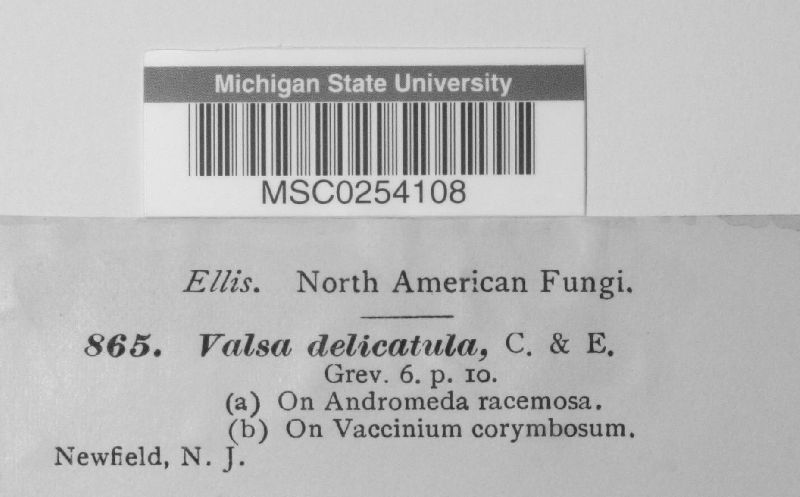 Michigan State University
MSC0254108
Ellis. North American Fungi.
865. Valsa delicatula, C. & E.
Grev. 6. p. 10.
(a) On Andromeda racemosa.
(b) On Vaccinium corymbosum.
Newfield, N. J.